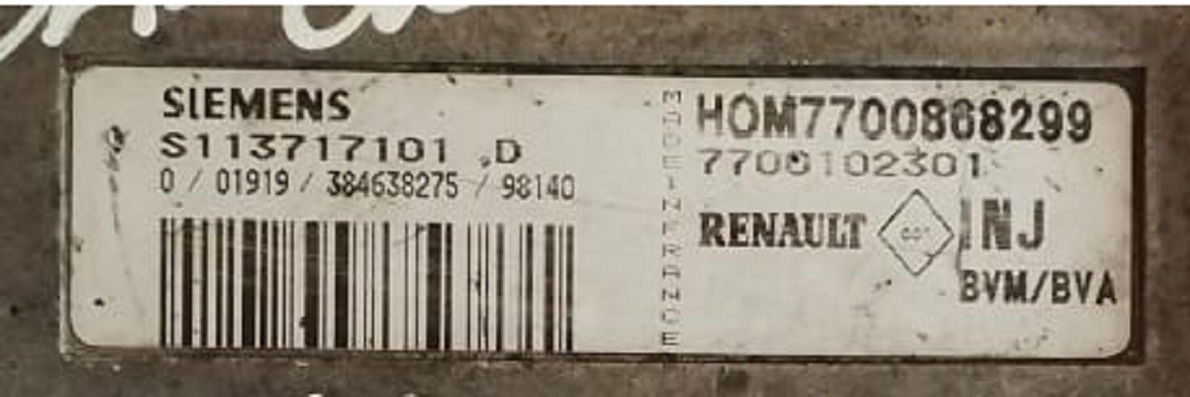 SIEMENS
S113717101 D
0 / 01919 / 384638275 / 98140
MADE IN FRANCE
HOM7700868299
7700102301
RENAULT
INJ
BVM/BVA